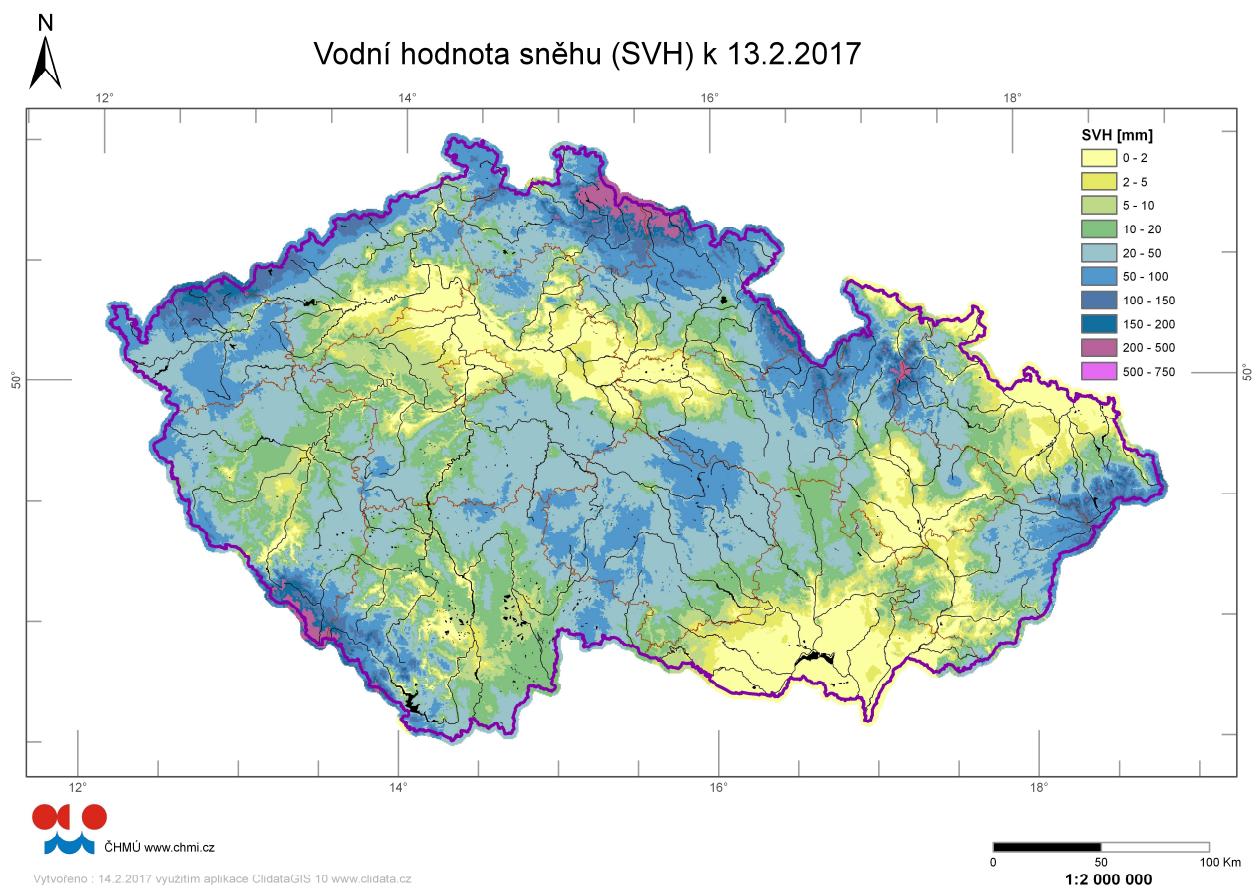 N
Vodní hodnota sněhu (SVH) k 13.2.2017
12° 14° 16° 18°
SVH [mm]
0 - 2
2 - 5
5 - 10
10 - 20
20 - 50
50 - 100
100 - 150
150 - 200
200 - 500
500 - 750
50° 50°
12° 14° 16° 18°
ČHMÚ www.chmi.cz
0 50 100 Km
1:2 000 000
Vytvořeno : 14.2.2017 využitím aplikace ClidataGIS 10 www.clidata.cz